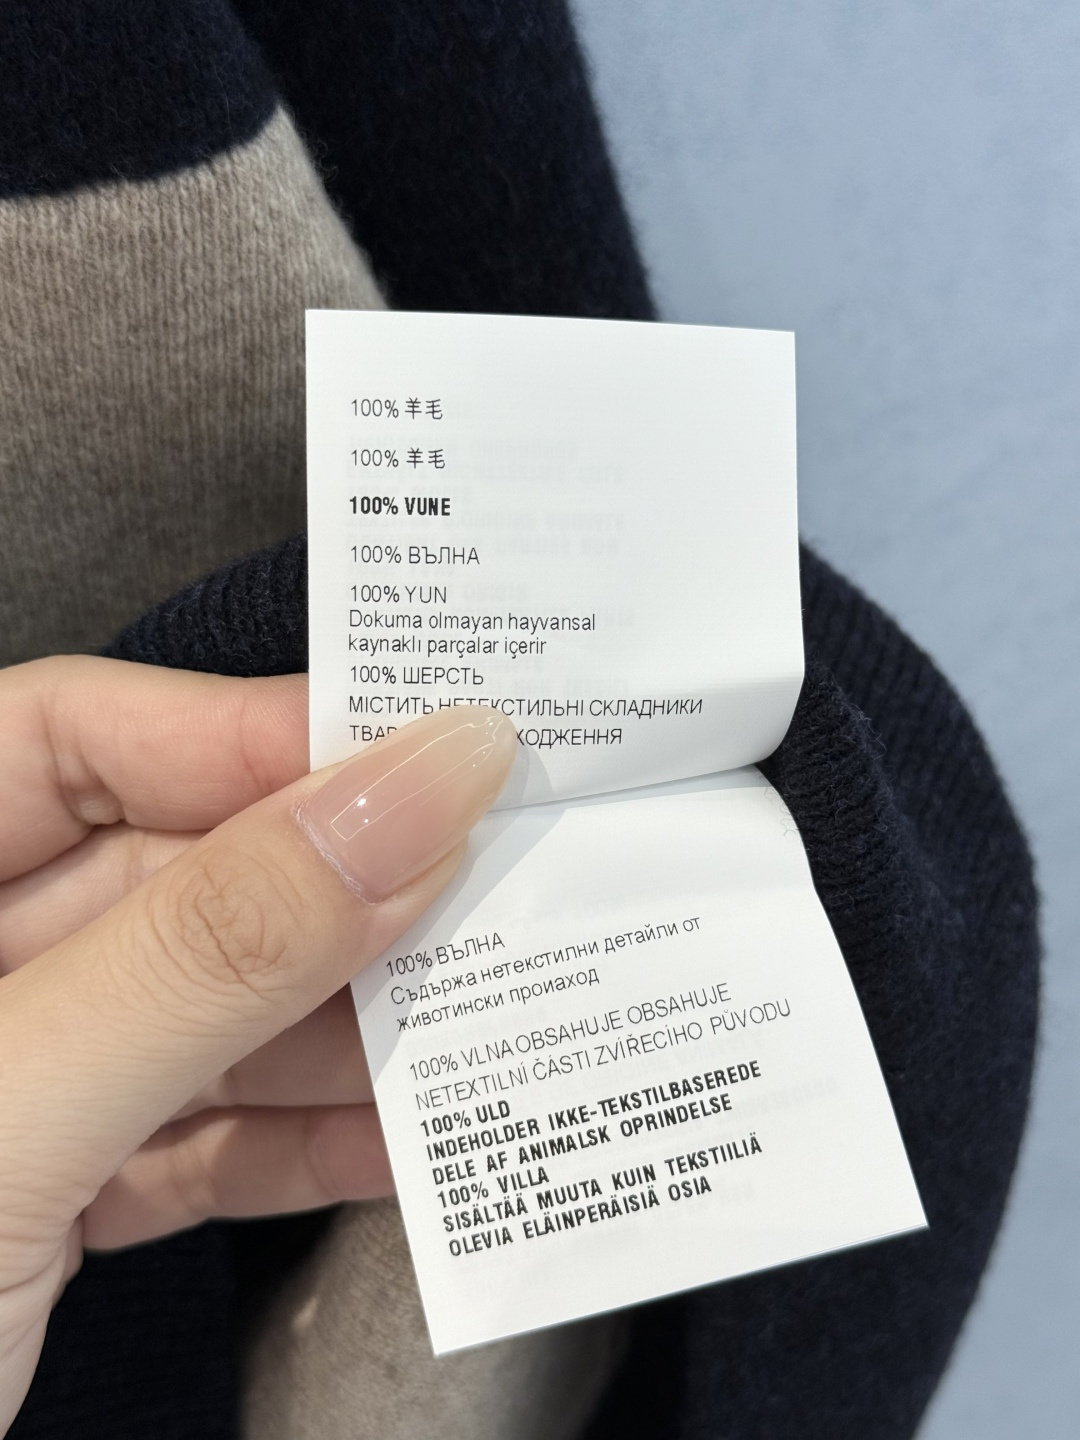 100% 羊毛
100% 羊毛
100% VUNE
100% ВЪЛНА
100% YUN
Dokuma olmayan hayvansal
kaynaklı parçalar içerir
100% ШЕРСТЬ
МІСТИТЬ НЕТЕКСТИЛЬНІ СКЛАДНИКИ
100% ВЪЛНА
Съдържа нетекстилни детайли от
животински проиаход
100% VLNA OBSAHUJE OBSAHUJE
NETEXTILNÍ ČÁSTI ZVÍŘECÍHO PŮVODU
100% ULD
INDEHOLDER IKKE-TEKSTILBASEREDE
DELE AF ANIMALSK OPRINDELSE
100% VILLA
SISÄLTÄÄ MUUTA KUIN TEKSTIILIÄ
OLEVIA ELÄINPERÄISIÄ OSIA